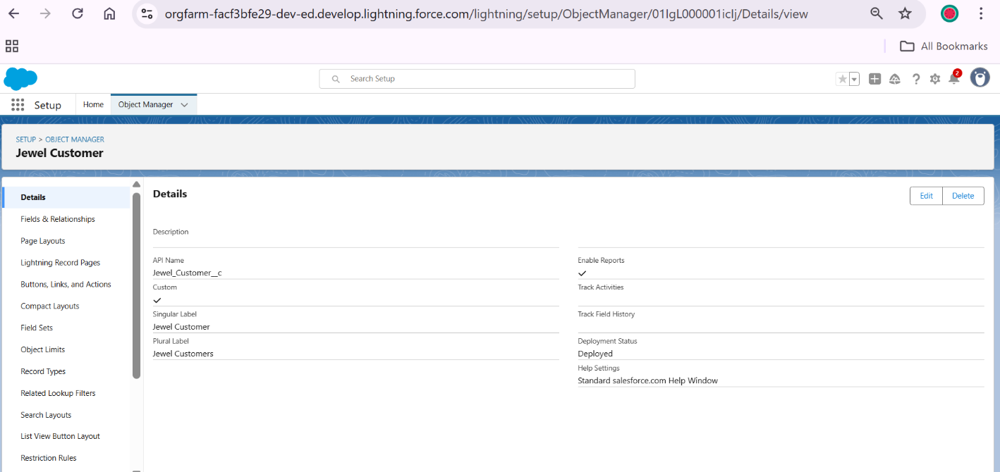 orgfarm-facf3bfe29-dev-ed.develop.lightning.force.com/lightning/setup/ObjectManager/01IgL000001icIj/Details/view
All Bookmarks
Search Setup
2
Setup
Home
Object Manager
SETUP > OBJECT MANAGER
Jewel Customer
Details
Fields & Relationships
Page Layouts
Lightning Record Pages
Buttons, Links, and Actions
Compact Layouts
Field Sets
Object Limits
Record Types
Related Lookup Filters
Search Layouts
List View Button Layout
Restriction Rules
Details
Edit
Delete
Description
API Name
Jewel_Customer__c
Custom
Singular Label
Jewel Customer
Plural Label
Jewel Customers
Enable Reports
Track Activities
Track Field History
Deployment Status
Deployed
Help Settings
Standard salesforce.com Help Window